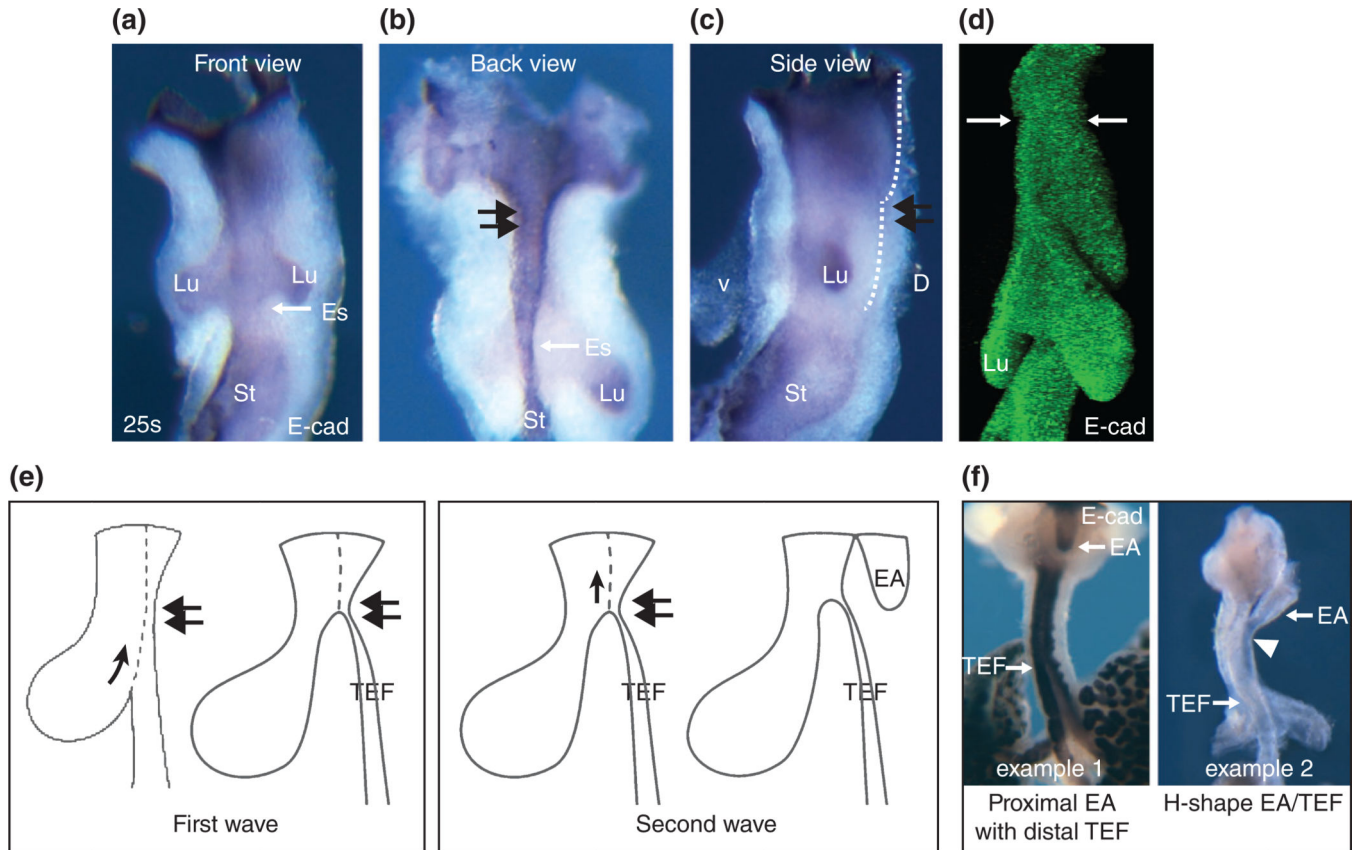 (a)
(b)
(c)
(d)
Front view
Lu
Lu
Es
St
25s
E-cad
Back view
Es
Lu
St
Side view
v
Lu
D
St
Lu
E-cad
(e)
(f)
TEF
First wave
TEF
EA
TEF
Second wave
E-cad
EA
TEF
example 1
Proximal EA
with distal TEF
EA
TEF
example 2
H-shape EA/TEF